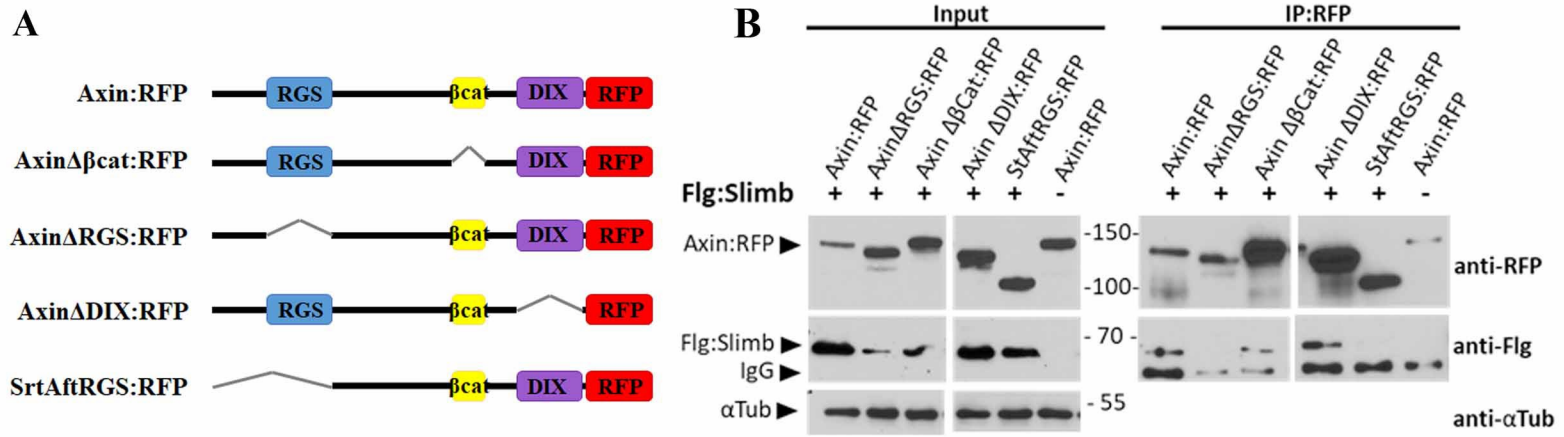 A
Axin:RFP RGS βcat DIX RFP
AxinΔβcat:RFP RGS DIX RFP
AxinΔRGS:RFP βcat DIX RFP
AxinΔDIX:RFP RGS βcat RFP
SrtAftRGS:RFP βcat DIX RFP
B
Input IP:RFP
Axin:RFP AxinΔRGS:RFP Axin ΔβCat:RFP Axin ΔDIX:RFP StAftRGS:RFP Axin:RFP Axin:RFP AxinΔRGS:RFP Axin ΔβCat:RFP Axin ΔDIX:RFP StAftRGS:RFP Axin:RFP
Flg:Slimb + + + + + - + + + + + -
Axin:RFP -150-
-100- anti-RFP
Flg:Slimb - 70 - anti-Flg
IgG
αTub - 55 anti-αTub